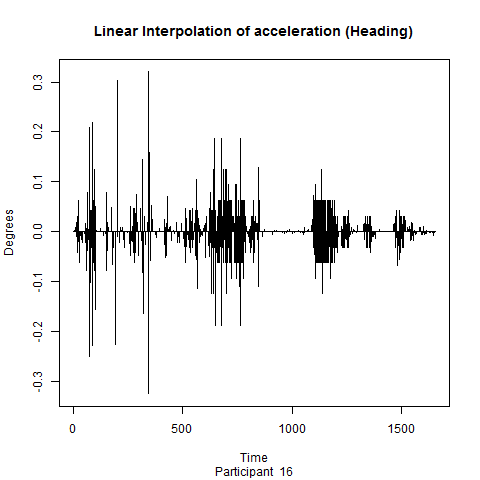 Linear Interpolation of acceleration (Heading)
Degrees
0.3
0.2
0.1
0.0
-0.1
-0.2
-0.3
0 500 1000 1500
Time
Participant 16